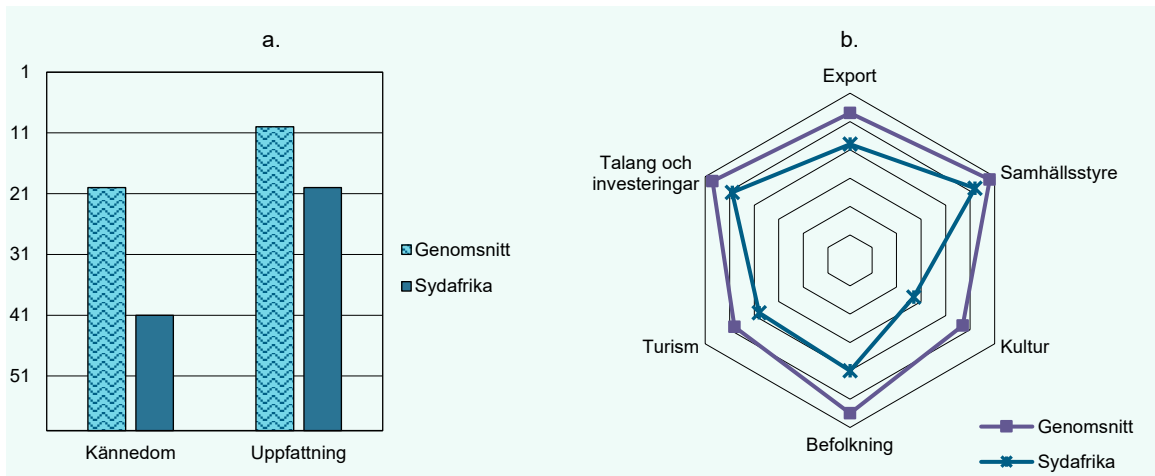 a.
1
11
21
31
41
51
Kännedom
Uppfattning
Genomsnitt
Sydafrika
b.
Export
Samhällsstyre
Kultur
Befolkning
Turism
Talang och
investeringar
Genomsnitt
Sydafrika